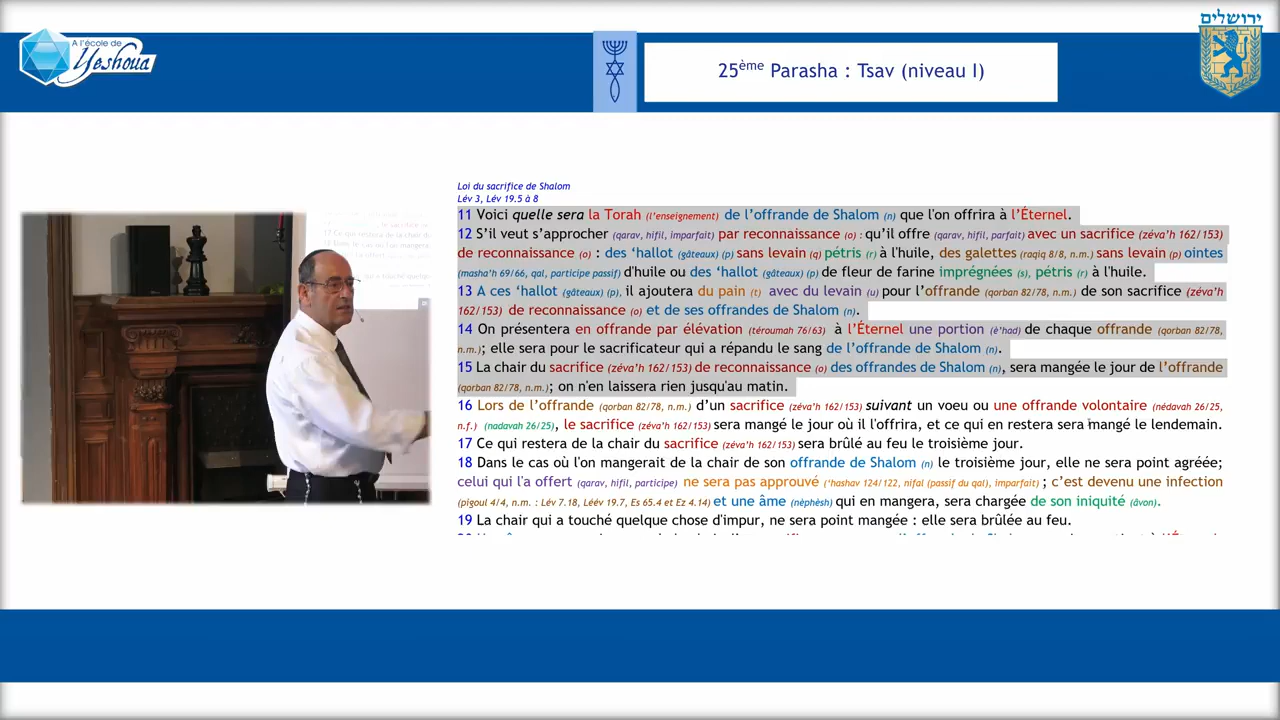 A l'école de
Yeshoua
25ème Parasha : Tsav (niveau I)
ירושלים
Loi du sacrifice de Shalom
Lév 3, Lév 19.5 à 8
11 Voici quelle sera la Torah (l'enseignement) de l'offrande de Shalom (n) que l'on offrira à l'Éternel.
12 S'il veut s'approcher (qarav, hifil, imparfait) par reconnaissance (o) : qu'il offre (qarav, hifil, parfait) avec un sacrifice (zéva'h 162/153)
de reconnaissance (o) : des 'hallot (gâteaux) (p) sans levain (q) pétris (r) à l'huile, des galettes (raqiq 8/8, n.m.) sans levain (p) ointes
(masha'h 69/66, qal, participe passif) d'huile ou des 'hallot (gâteaux) (p) de fleur de farine imprégnées (s), pétris (r) à l'huile.
13 A ces 'hallot (gâteaux) (p), il ajoutera du pain (t) avec du levain (u) pour l'offrande (qorban 82/78, n.m.) de son sacrifice (zéva'h
162/153) de reconnaissance (o) et de ses offrandes de Shalom (n).
14 On présentera en offrande par élévation (téroumah 76/63) à l'Éternel une portion (é'had) de chaque offrande (qorban 82/78,
n.m.); elle sera pour le sacrificateur qui a répandu le sang de l'offrande de Shalom (n).
15 La chair du sacrifice (zéva'h 162/153) de reconnaissance (o) des offrandes de Shalom (n), sera mangée le jour de l'offrande
(qorban 82/78, n.m.); on n'en laissera rien jusqu'au matin.
16 Lors de l'offrande (qorban 82/78, n.m.) d'un sacrifice (zéva'h 162/153) suivant un voeu ou une offrande volontaire (nédavah 26/25,
n.f.) (nadavah 26/25), le sacrifice (zéva'h 162/153) sera mangé le jour où il l'offrira, et ce qui en restera sera mangé le lendemain.
17 Ce qui restera de la chair du sacrifice (zéva'h 162/153) sera brûlé au feu le troisième jour.
18 Dans le cas où l'on mangerait de la chair de son offrande de Shalom (n) le troisième jour, elle ne sera point agréée;
celui qui l'a offert (qarav, hifil, participe) ne sera pas approuvé ('hashav 124/122, nifal (passif du qal), imparfait) ; c'est devenu une infection
(pigoul 4/4, n.m. : Lév 7.18, Léév 19.7, Es 65.4 et Ez 4.14) et une âme (nèphèsh) qui en mangera, sera chargée de son iniquité (âvon).
19 La chair qui a touché quelque chose d'impur, ne sera point mangée : elle sera brûlée au feu.